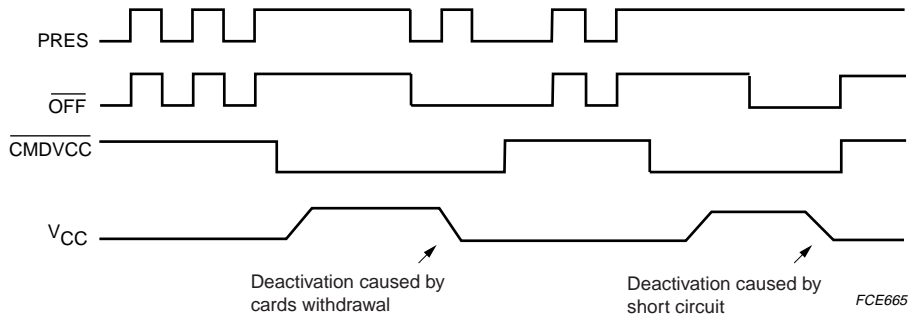 PRES
OFF
CMDVCC
VCC
Deactivation caused by
cards withdrawal
Deactivation caused by
short circuit
FCE665